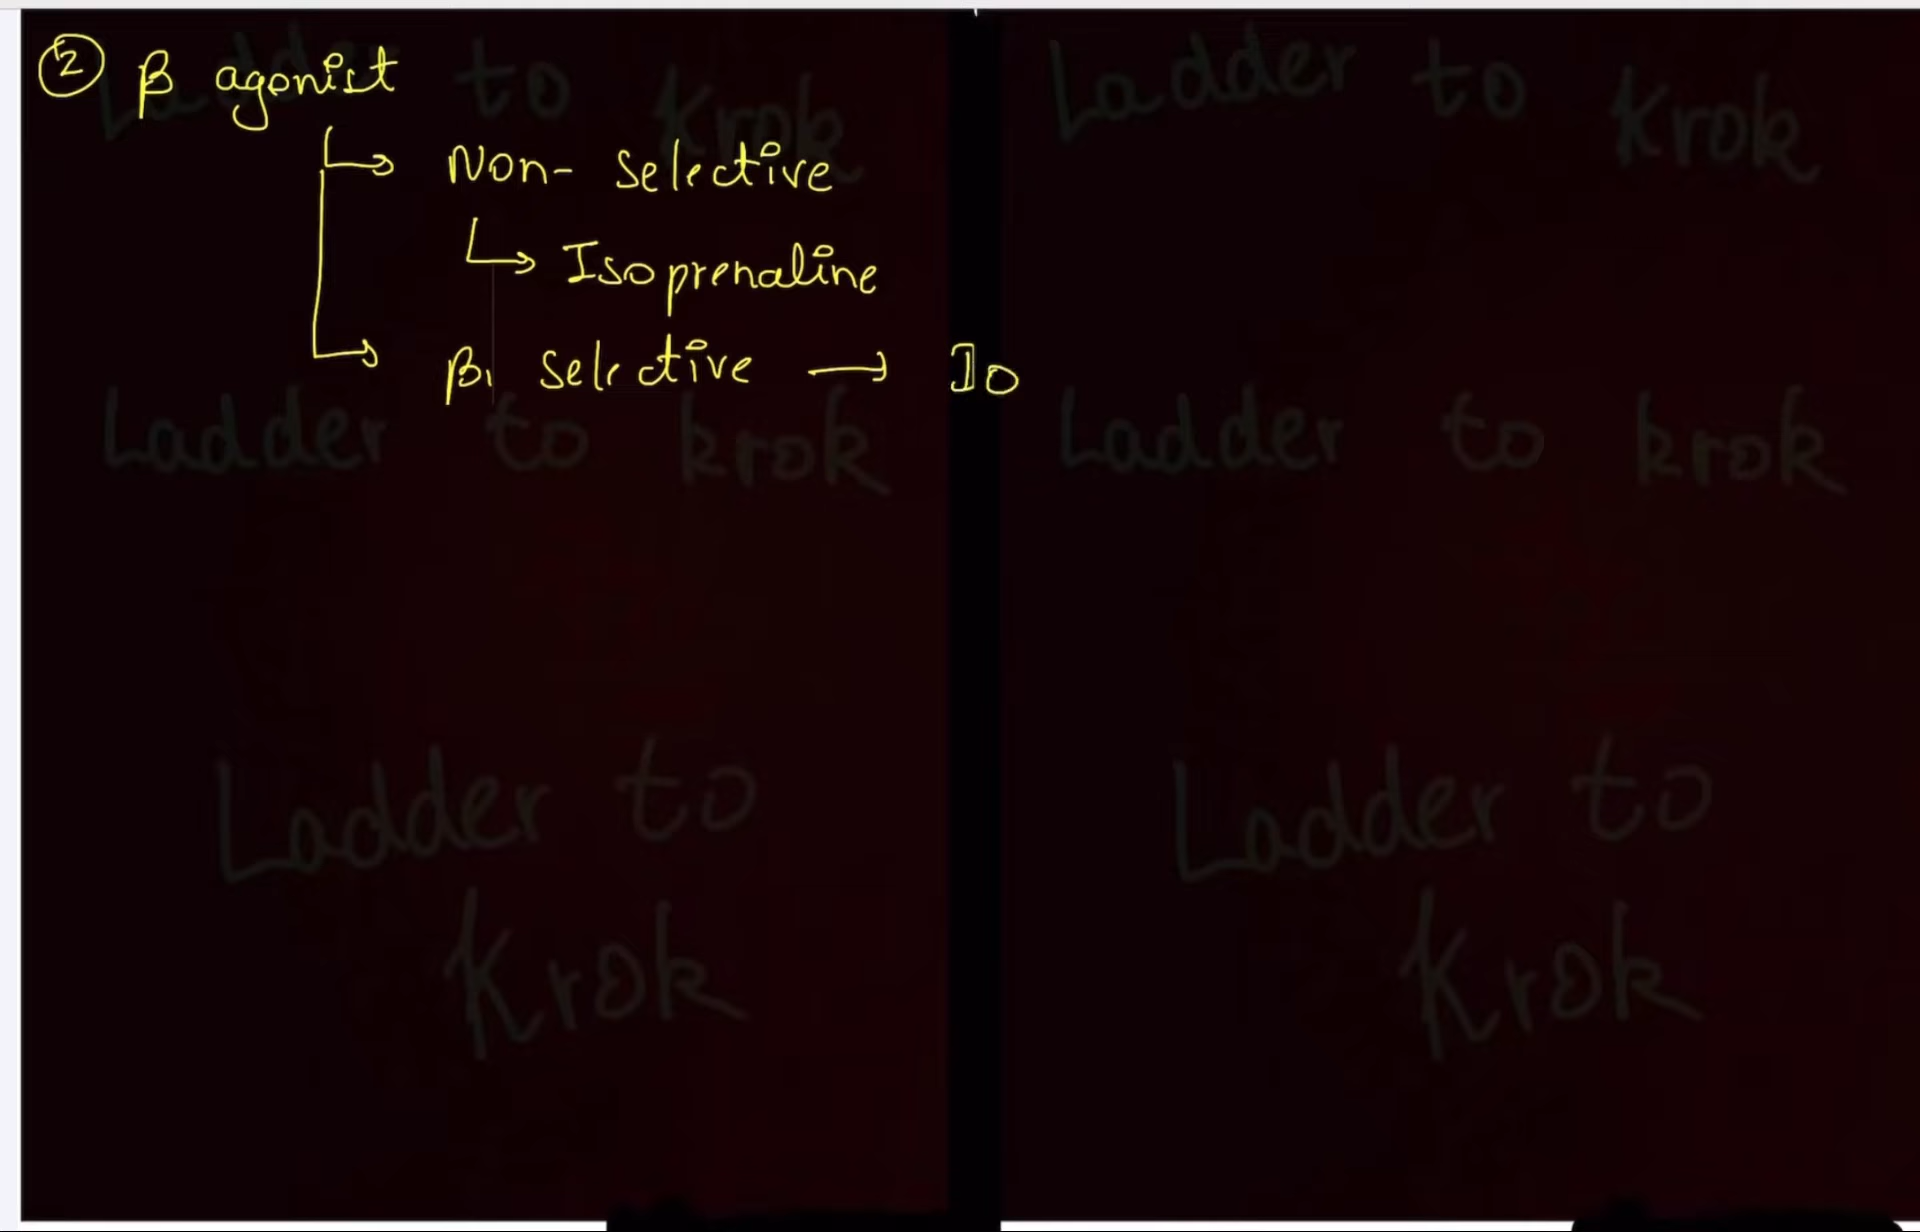 ② β agonist
Ladder to Krok Ladder to Krok
↳ Non- selective
↳ Isoprenaline
↳ β₁ selective → Do
Ladder to krok Ladder to krok
Ladder to Ladder to
Krok Krok